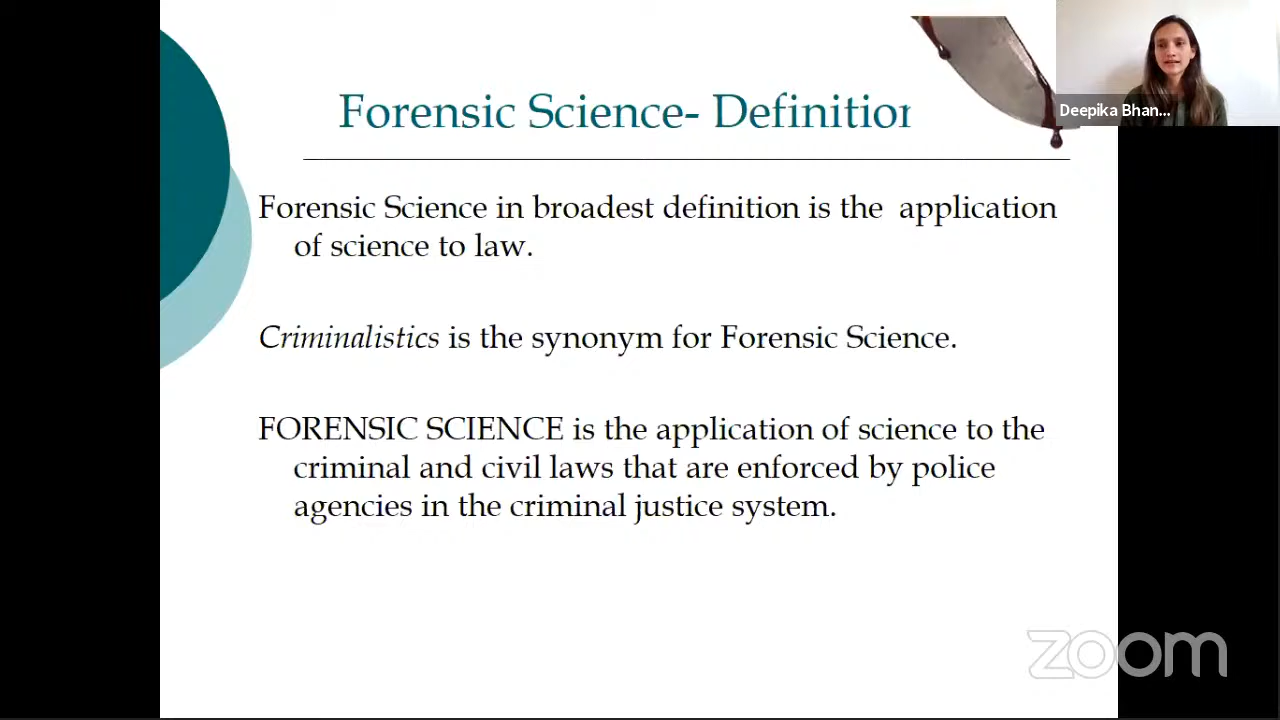 Forensic Science- Definition
Deepika Bhan...
Forensic Science in broadest definition is the application
of science to law.
Criminalistics is the synonym for Forensic Science.
FORENSIC SCIENCE is the application of science to the
criminal and civil laws that are enforced by police
agencies in the criminal justice system.
zoom